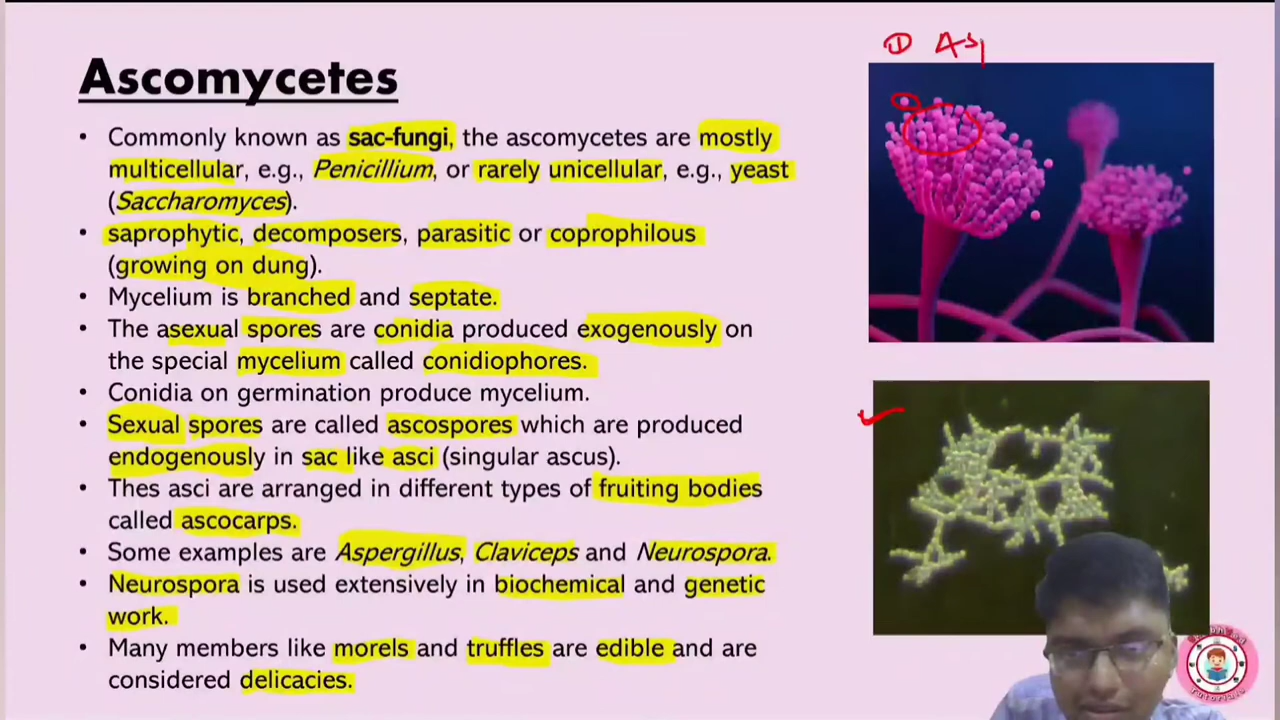 ① Asp
Ascomycetes
• Commonly known as sac-fungi, the ascomycetes are mostly
multicellular, e.g., Penicillium, or rarely unicellular, e.g., yeast
(Saccharomyces).
• saprophytic, decomposers, parasitic or coprophilous
(growing on dung).
• Mycelium is branched and septate.
• The asexual spores are conidia produced exogenously on
the special mycelium called conidiophores.
• Conidia on germination produce mycelium.
• Sexual spores are called ascospores which are produced
endogenously in sac like asci (singular ascus).
• Thes asci are arranged in different types of fruiting bodies
called ascocarps.
• Some examples are Aspergillus, Claviceps and Neurospora.
• Neurospora is used extensively in biochemical and genetic
work.
• Many members like morels and truffles are edible and are
considered delicacies.